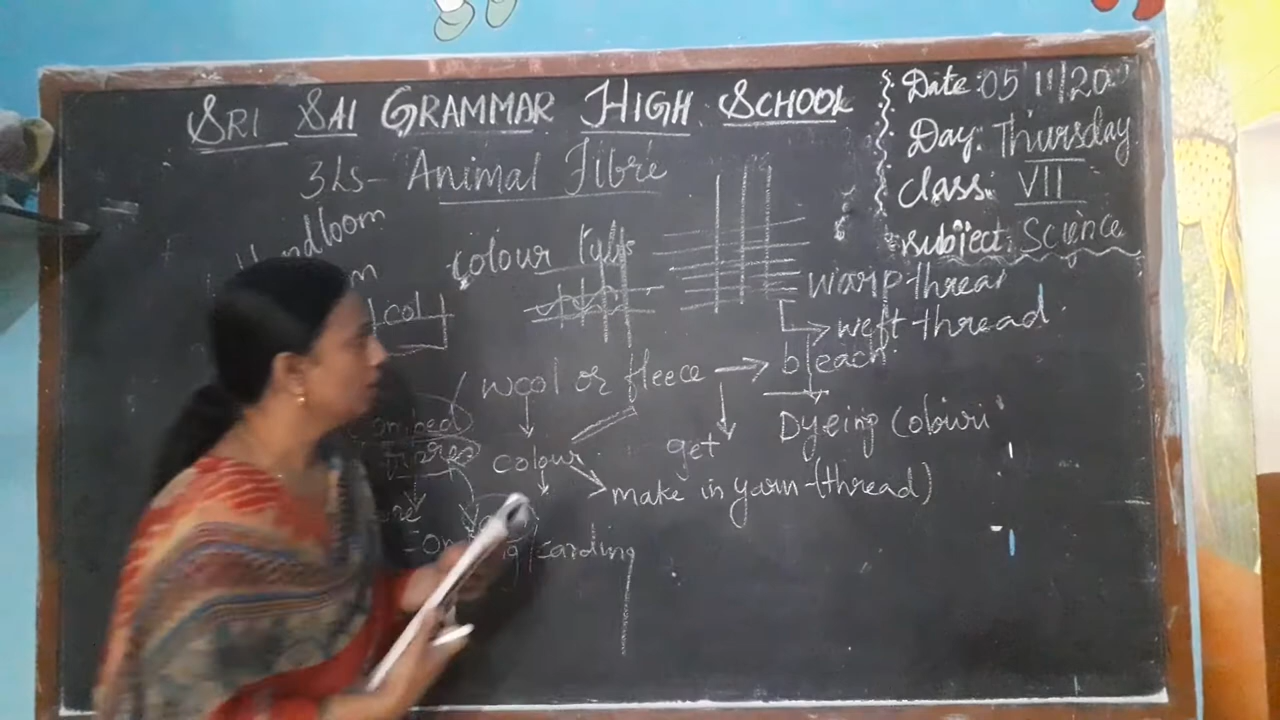 SRI SAI GRAMMAR HIGH SCHOOL
Date: 05/11/20
Day: Thursday
Class: VII
Subject: Science
3Ls- Animal Fibre
Handloom
colour
warp threar
weft thread
wool or fleece → bleach
Dyeing Colour
get
colour
make in yarn-(thread)
carding